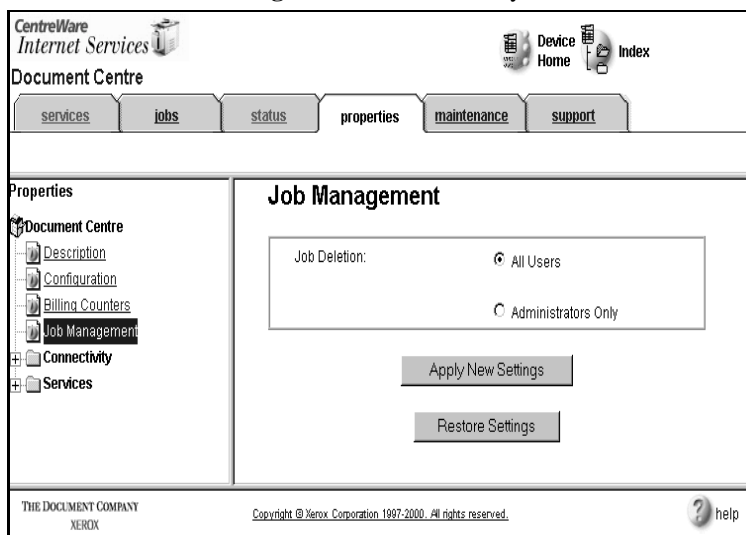 CentreWare
Internet Services
Device
Home
Index
Document Centre
services
jobs
status
properties
maintenance
support
Properties
Document Centre
Description
Configuration
Billing Counters
Job Management
Connectivity
Services
Job Management
Job Deletion:
All Users
Administrators Only
Apply New Settings
Restore Settings
THE DOCUMENT COMPANY
XEROX
Copyright © Xerox Corporation 1997-2000. All rights reserved.
help